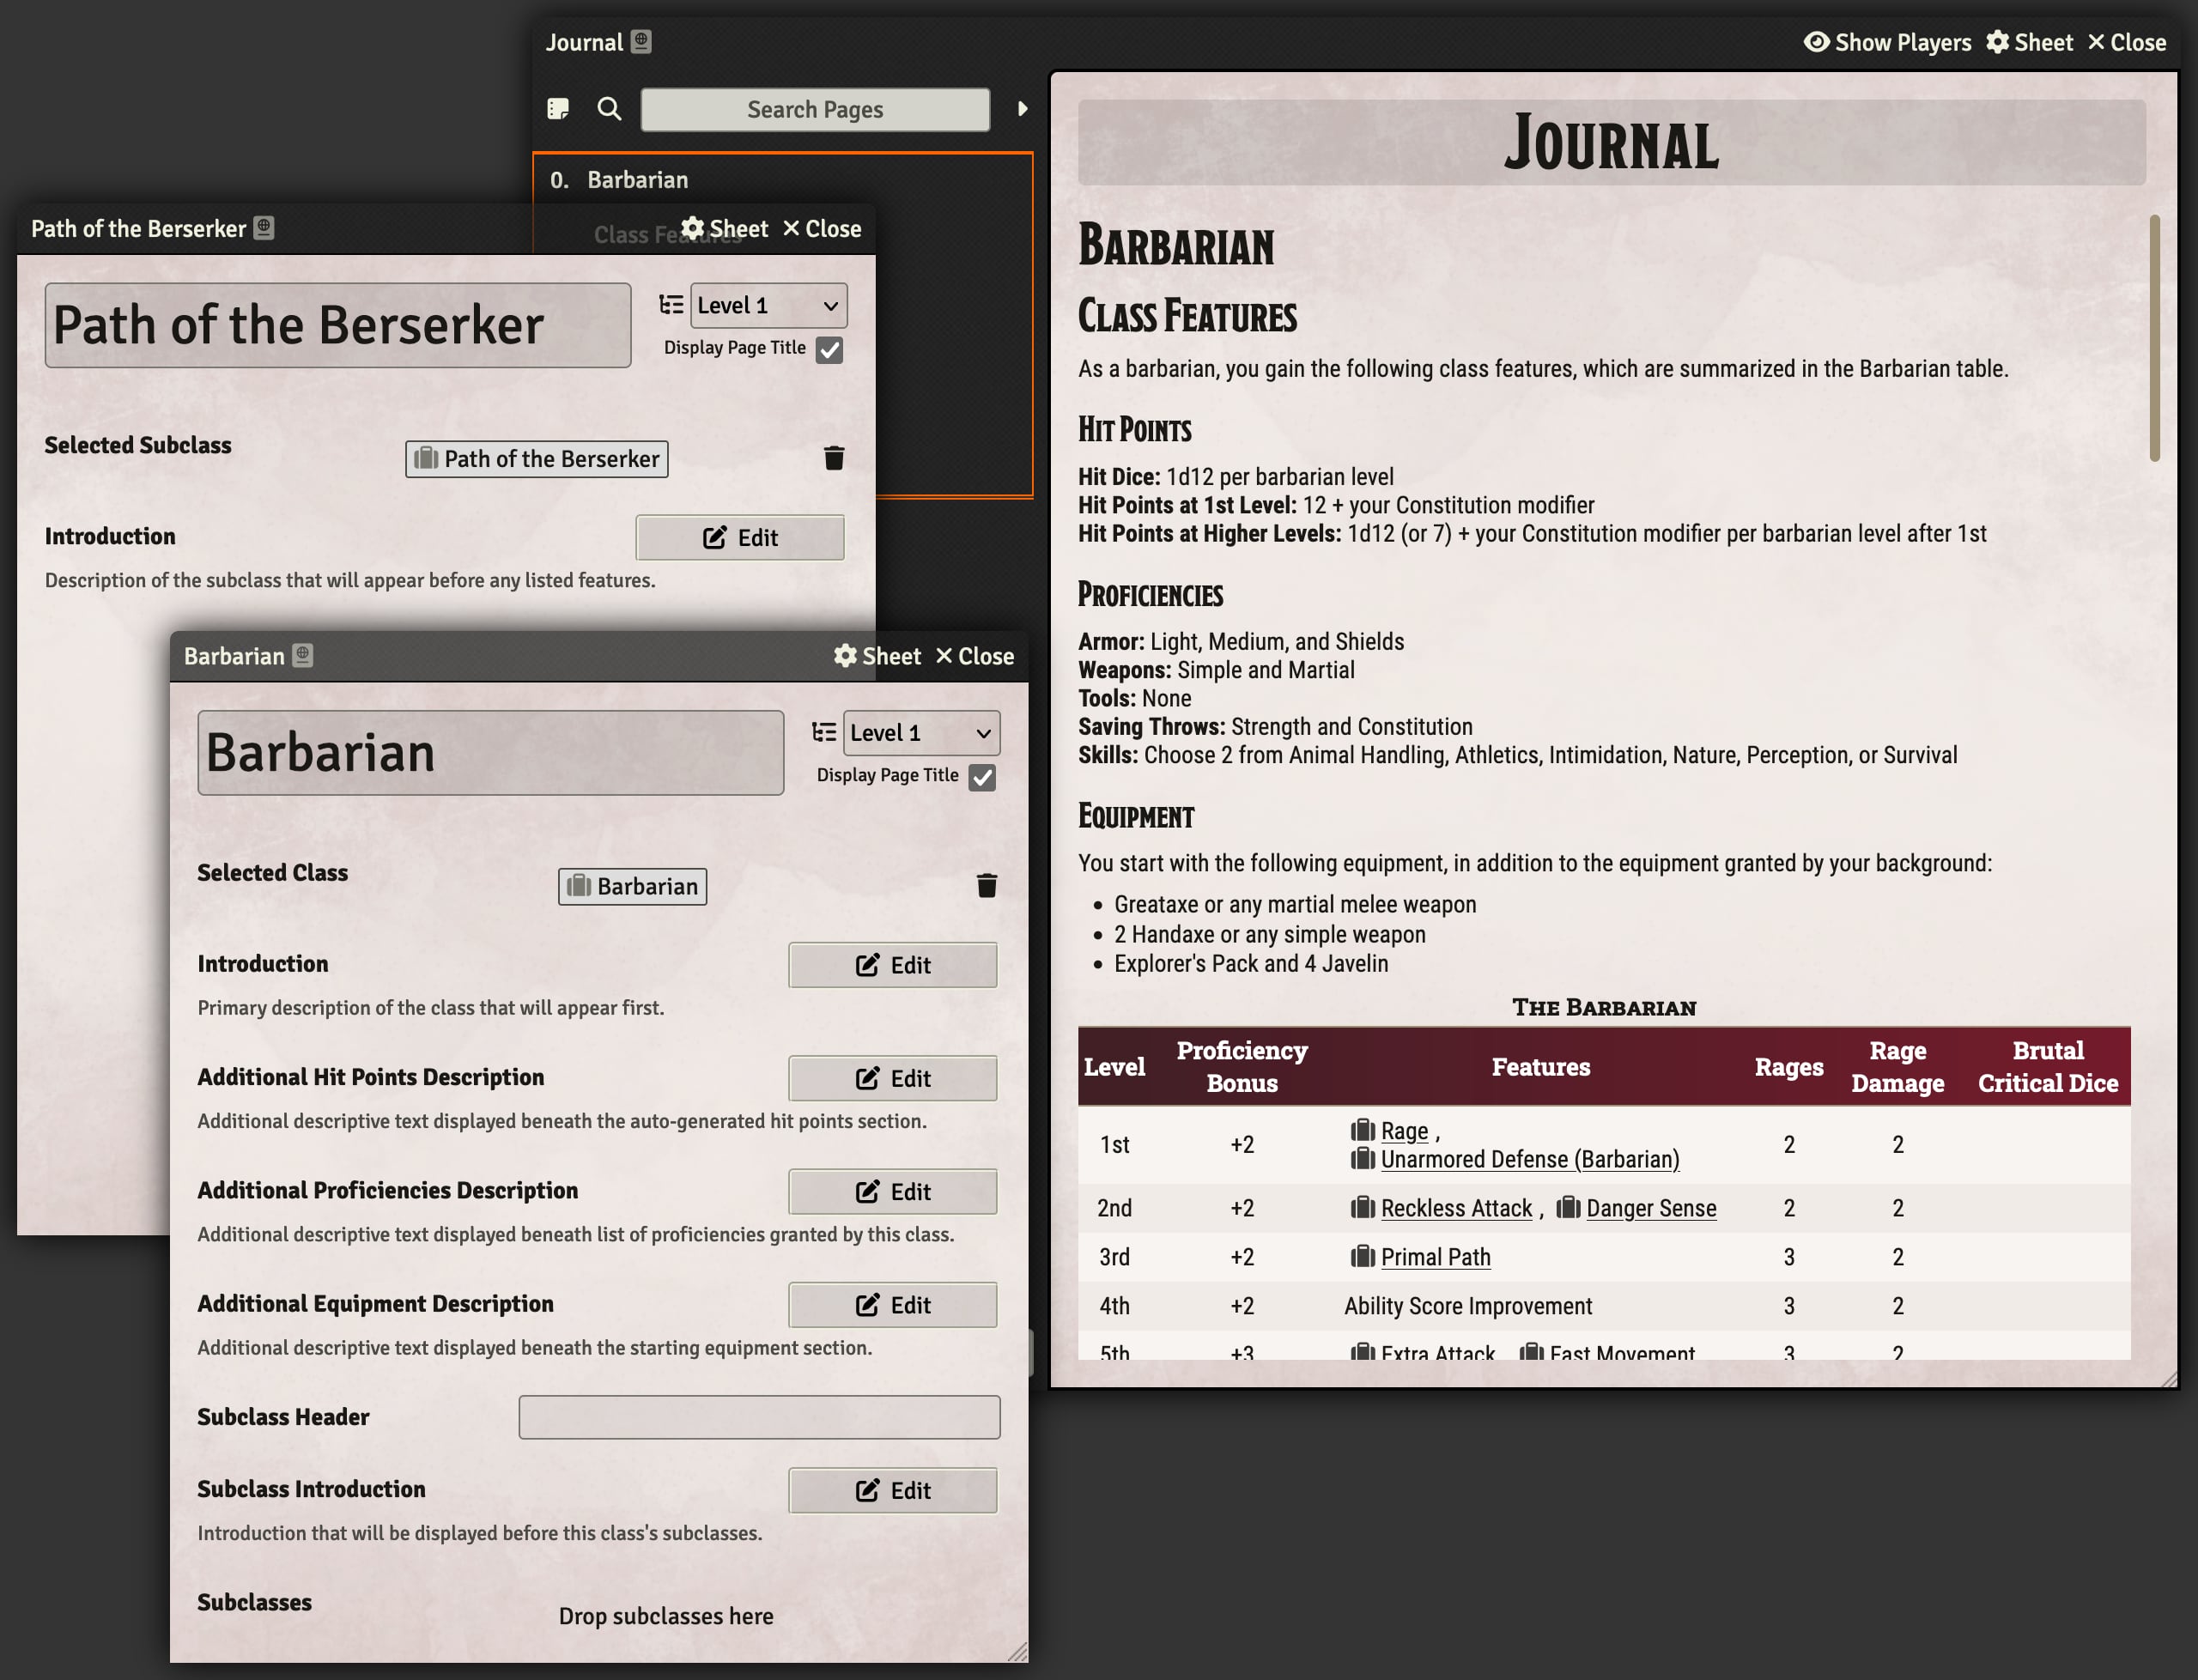 Journal
Show Players Sheet Close
Search Pages
0. Barbarian
Class Features
Path of the Berserker
Sheet Close
Path of the Berserker
Level 1
Display Page Title
Selected Subclass
Path of the Berserker
Introduction
Edit
Description of the subclass that will appear before any listed features.
Barbarian
Sheet Close
Barbarian
Level 1
Display Page Title
Selected Class
Barbarian
Introduction
Edit
Primary description of the class that will appear first.
Additional Hit Points Description
Edit
Additional descriptive text displayed beneath the auto-generated hit points section.
Additional Proficiencies Description
Edit
Additional descriptive text displayed beneath list of proficiencies granted by this class.
Additional Equipment Description
Edit
Additional descriptive text displayed beneath the starting equipment section.
Subclass Header
Subclass Introduction
Edit
Introduction that will be displayed before this class's subclasses.
Subclasses
Drop subclasses here
Journal
Barbarian
Class Features
As a barbarian, you gain the following class features, which are summarized in the Barbarian table.
Hit Points
Hit Dice: 1d12 per barbarian level
Hit Points at 1st Level: 12 + your Constitution modifier
Hit Points at Higher Levels: 1d12 (or 7) + your Constitution modifier per barbarian level after 1st
Proficiencies
Armor: Light, Medium, and Shields
Weapons: Simple and Martial
Tools: None
Saving Throws: Strength and Constitution
Skills: Choose 2 from Animal Handling, Athletics, Intimidation, Nature, Perception, or Survival
Equipment
You start with the following equipment, in addition to the equipment granted by your background:
• Greataxe or any martial melee weapon
• 2 Handaxe or any simple weapon
• Explorer's Pack and 4 Javelin
The Barbarian
Level Proficiency Bonus Features Rages Rage Damage Brutal Critical Dice
1st +2 Rage , Unarmored Defense (Barbarian) 2 2
2nd +2 Reckless Attack , Danger Sense 2 2
3rd +2 Primal Path 3 2
4th +2 Ability Score Improvement 3 2
5th +3 Extra Attack Fast Movement 3 2